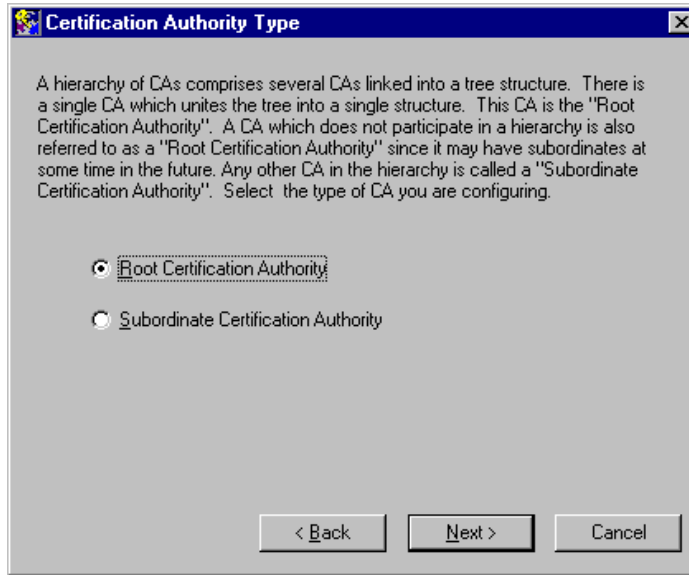 Certification Authority Type
A hierarchy of CAs comprises several CAs linked into a tree structure.  There is
a single CA which unites the tree into a single structure.  This CA is the "Root
Certification Authority".  A CA which does not participate in a hierarchy is also
referred to as a "Root Certification Authority" since it may have subordinates at
some time in the future. Any other CA in the hierarchy is called a "Subordinate
Certification Authority".  Select  the type of CA you are configuring.
Root Certification Authority
Subordinate Certification Authority
< Back
Next >
Cancel